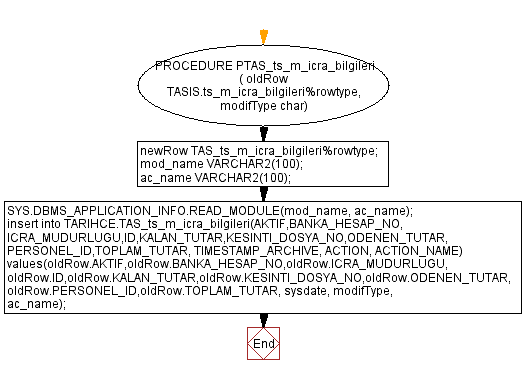 PROCEDURE PTAS_ts_m_icra_bilgileri
( oldRow
TASIS.ts_m_icra_bilgileri%rowtype,
modifType char)
newRow TAS_ts_m_icra_bilgileri%rowtype;
mod_name VARCHAR2(100);
ac_name VARCHAR2(100);
SYS.DBMS_APPLICATION_INFO.READ_MODULE(mod_name, ac_name);
insert into TARIHCE.TAS_ts_m_icra_bilgileri(AKTIF,BANKA_HESAP_NO,
ICRA_MUDURLUGU,ID,KALAN_TUTAR,KESINTI_DOSYA_NO,ODENEN_TUTAR,
PERSONEL_ID,TOPLAM_TUTAR, TIMESTAMP_ARCHIVE, ACTION, ACTION_NAME)
values(oldRow.AKTIF,oldRow.BANKA_HESAP_NO,oldRow.ICRA_MUDURLUGU,
oldRow.ID,oldRow.KALAN_TUTAR,oldRow.KESINTI_DOSYA_NO,oldRow.ODENEN_TUTAR,
oldRow.PERSONEL_ID,oldRow.TOPLAM_TUTAR, sysdate, modifType,
ac_name);
End